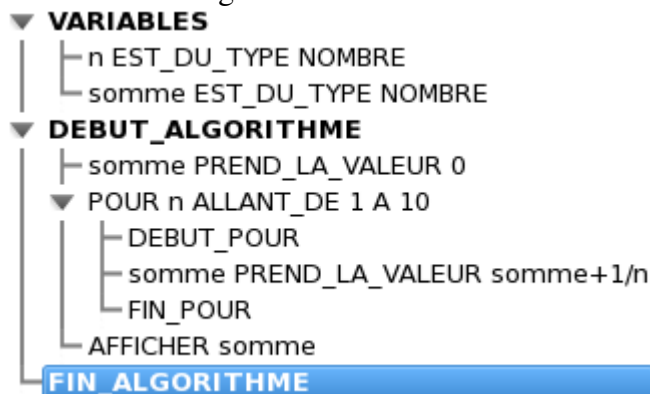 VARIABLES
n EST_DU_TYPE NOMBRE
somme EST_DU_TYPE NOMBRE
DEBUT_ALGORITHME
somme PREND_LA_VALEUR 0
POUR n ALLANT_DE 1 A 10
DEBUT_POUR
somme PREND_LA_VALEUR somme+1/n
FIN_POUR
AFFICHER somme
FIN_ALGORITHME